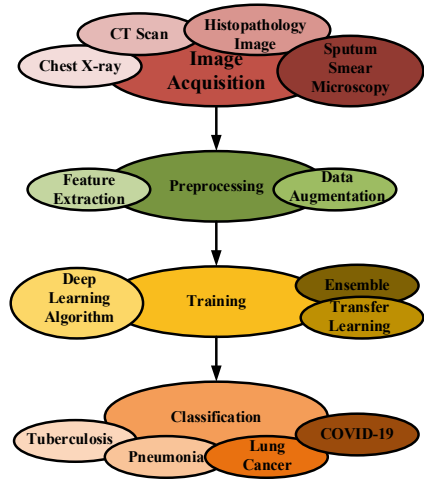 CT Scan
Histopathology
Image
Chest X-ray
Image
Acquisition
Sputum
Smear
Microscopy
Feature
Extraction
Preprocessing
Data
Augmentation
Deep
Learning
Algorithm
Training
Ensemble
Transfer
Learning
Classification
Tuberculosis
Pneumonia
Lung
Cancer
COVID-19